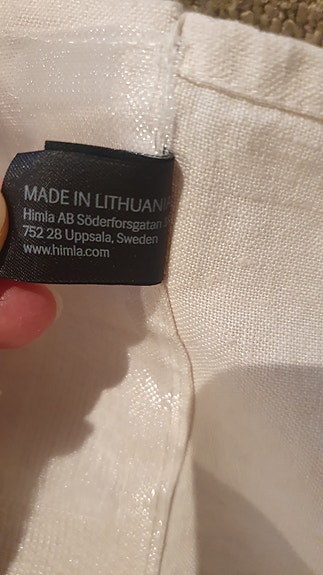 MADE IN LITHUANI
Himla AB Söderforsgatan
752 28 Uppsala, Sweden
www.himla.com